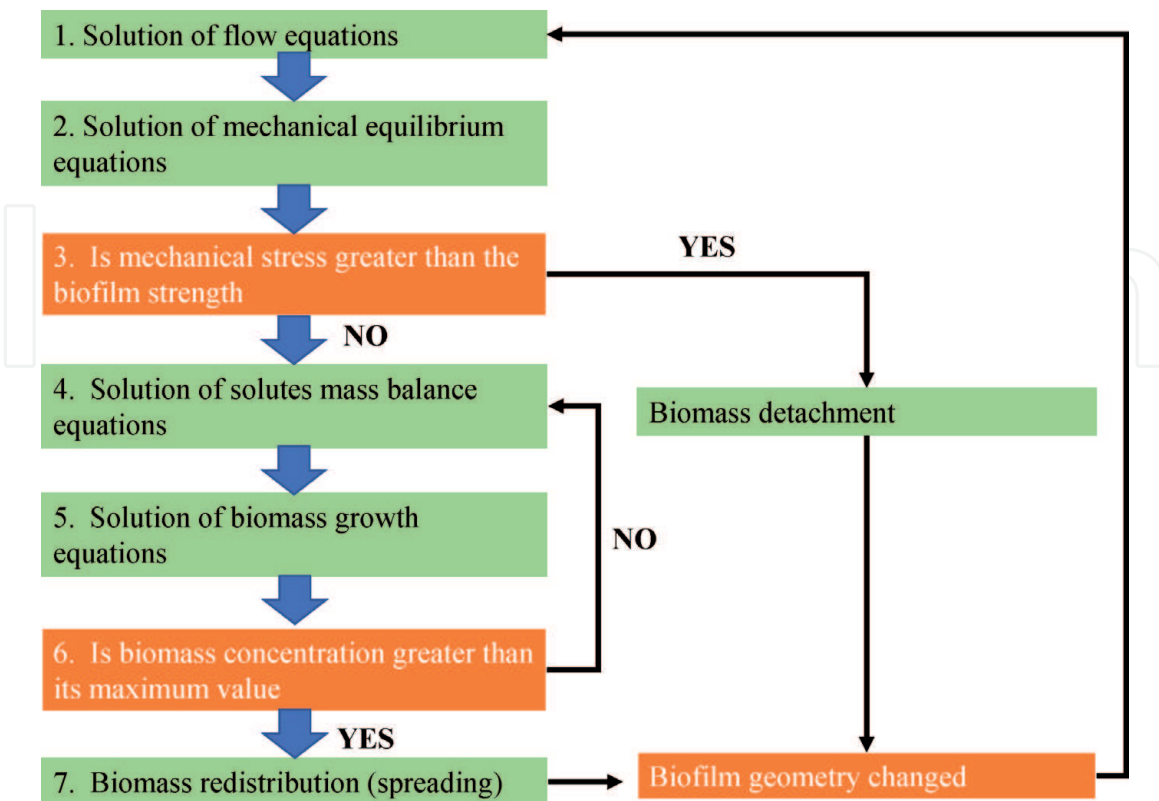 1. Solution of flow equations
2. Solution of mechanical equilibrium
equations
3. Is mechanical stress greater than the
biofilm strength
YES
NO
4. Solution of solutes mass balance
equations
Biomass detachment
5. Solution of biomass growth
equations
NO
6. Is biomass concentration greater than
its maximum value
YES
7. Biomass redistribution (spreading)
Biofilm geometry changed